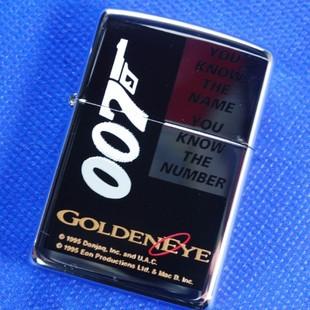 007
YOU
KNOW
THE
NAME
YOU
KNOW
THE
NUMBER
GOLDENEYE
© 1995 Danjaq, Inc. and U.A.C.
© 1995 Eon Productions Ltd. & Mac B. Inc.